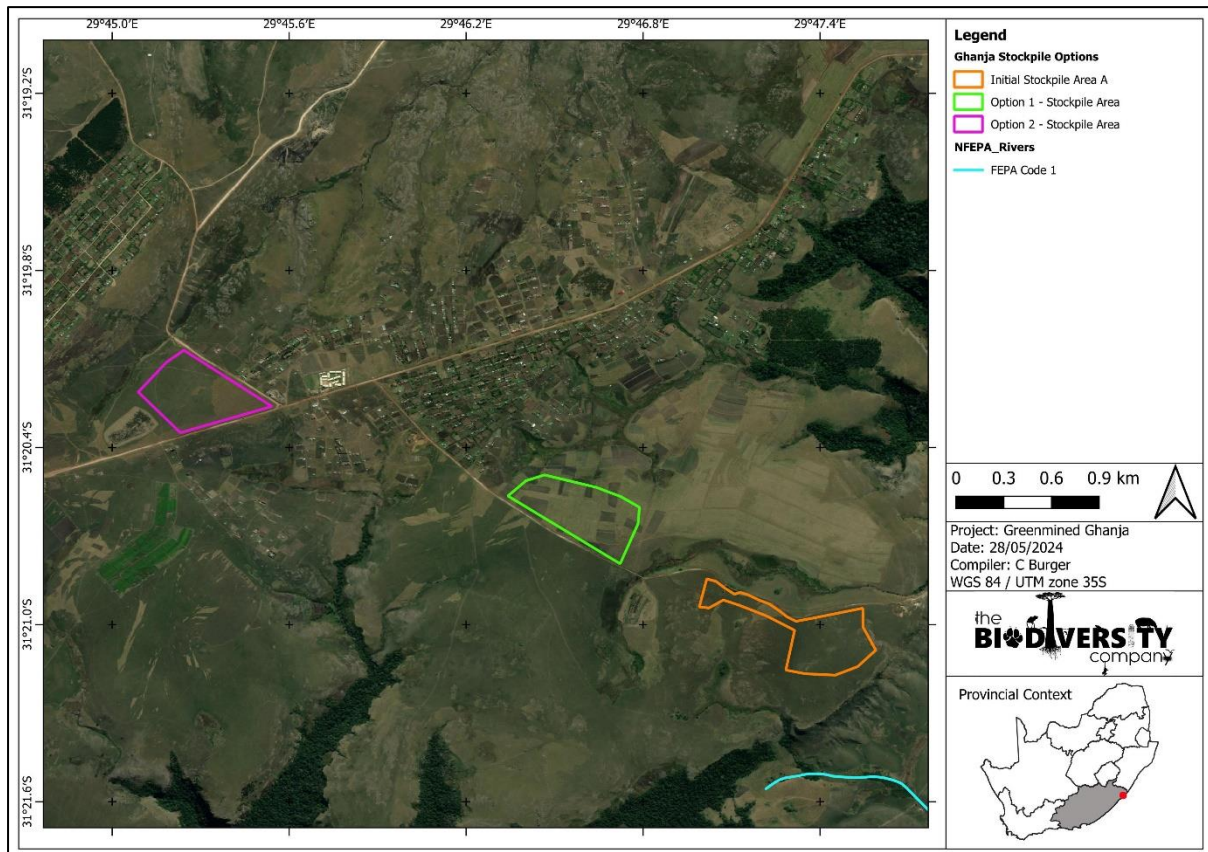 29°45.0'E 29°45.6'E 29°46.2'E 29°46.8'E 29°47.4'E
31°19.2'S
31°19.8'S
31°20.4'S
31°21.0'S
31°21.6'S
Legend
Ghanja Stockpile Options
Initial Stockpile Area A
Option 1 - Stockpile Area
Option 2 - Stockpile Area
NFEPA_Rivers
FEPA Code 1
0 0.3 0.6 0.9 km
Project: Greenmined Ghanja
Date: 28/05/2024
Compiler: C Burger
WGS 84 / UTM zone 35S
the
BIODIVERSITY
company
Provincial Context